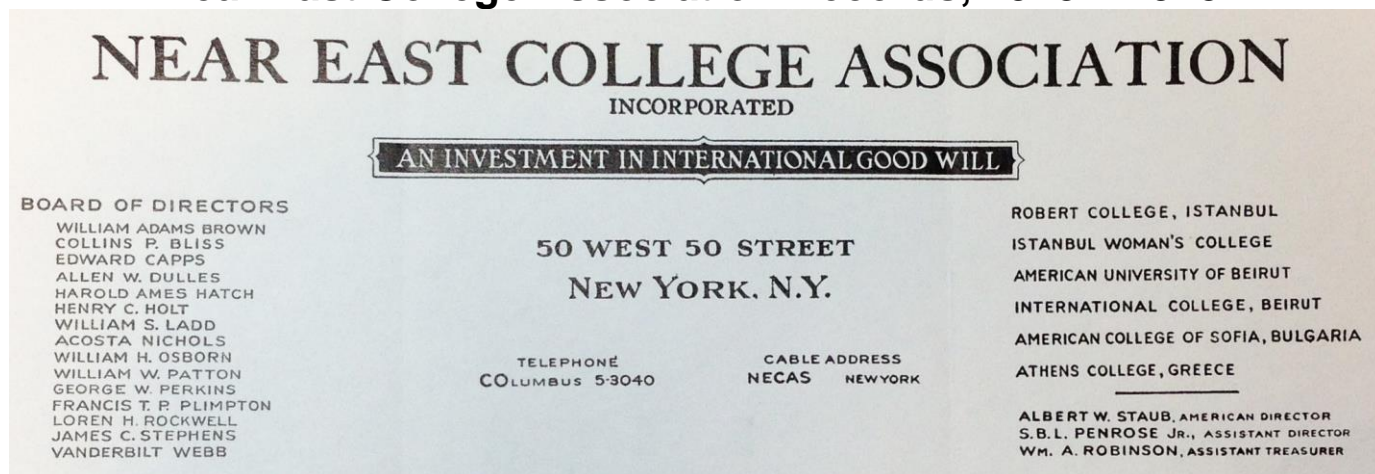 NEAR EAST COLLEGE ASSOCIATION
INCORPORATED
AN INVESTMENT IN INTERNATIONAL GOOD WILL
BOARD OF DIRECTORS
WILLIAM ADAMS BROWN
COLLINS P. BLISS
EDWARD CAPPS
ALLEN W. DULLES
HAROLD AMES HATCH
HENRY C. HOLT
WILLIAM S. LADD
ACOSTA NICHOLS
WILLIAM H. OSBORN
WILLIAM W. PATTON
GEORGE W. PERKINS
FRANCIS T. P. PLIMPTON
LOREN H. ROCKWELL
JAMES C. STEPHENS
VANDERBILT WEBB
50 WEST 50 STREET
NEW YORK, N.Y.
TELEPHONE
COLUMBUS 5-3040
CABLE ADDRESS
NECAS NEWYORK
ROBERT COLLEGE, ISTANBUL
ISTANBUL WOMAN'S COLLEGE
AMERICAN UNIVERSITY OF BEIRUT
INTERNATIONAL COLLEGE, BEIRUT
AMERICAN COLLEGE OF SOFIA, BULGARIA
ATHENS COLLEGE, GREECE
ALBERT W. STAUB, AMERICAN DIRECTOR
S.B.L. PENROSE Jr., ASSISTANT DIRECTOR
WM. A. ROBINSON, ASSISTANT TREASURER